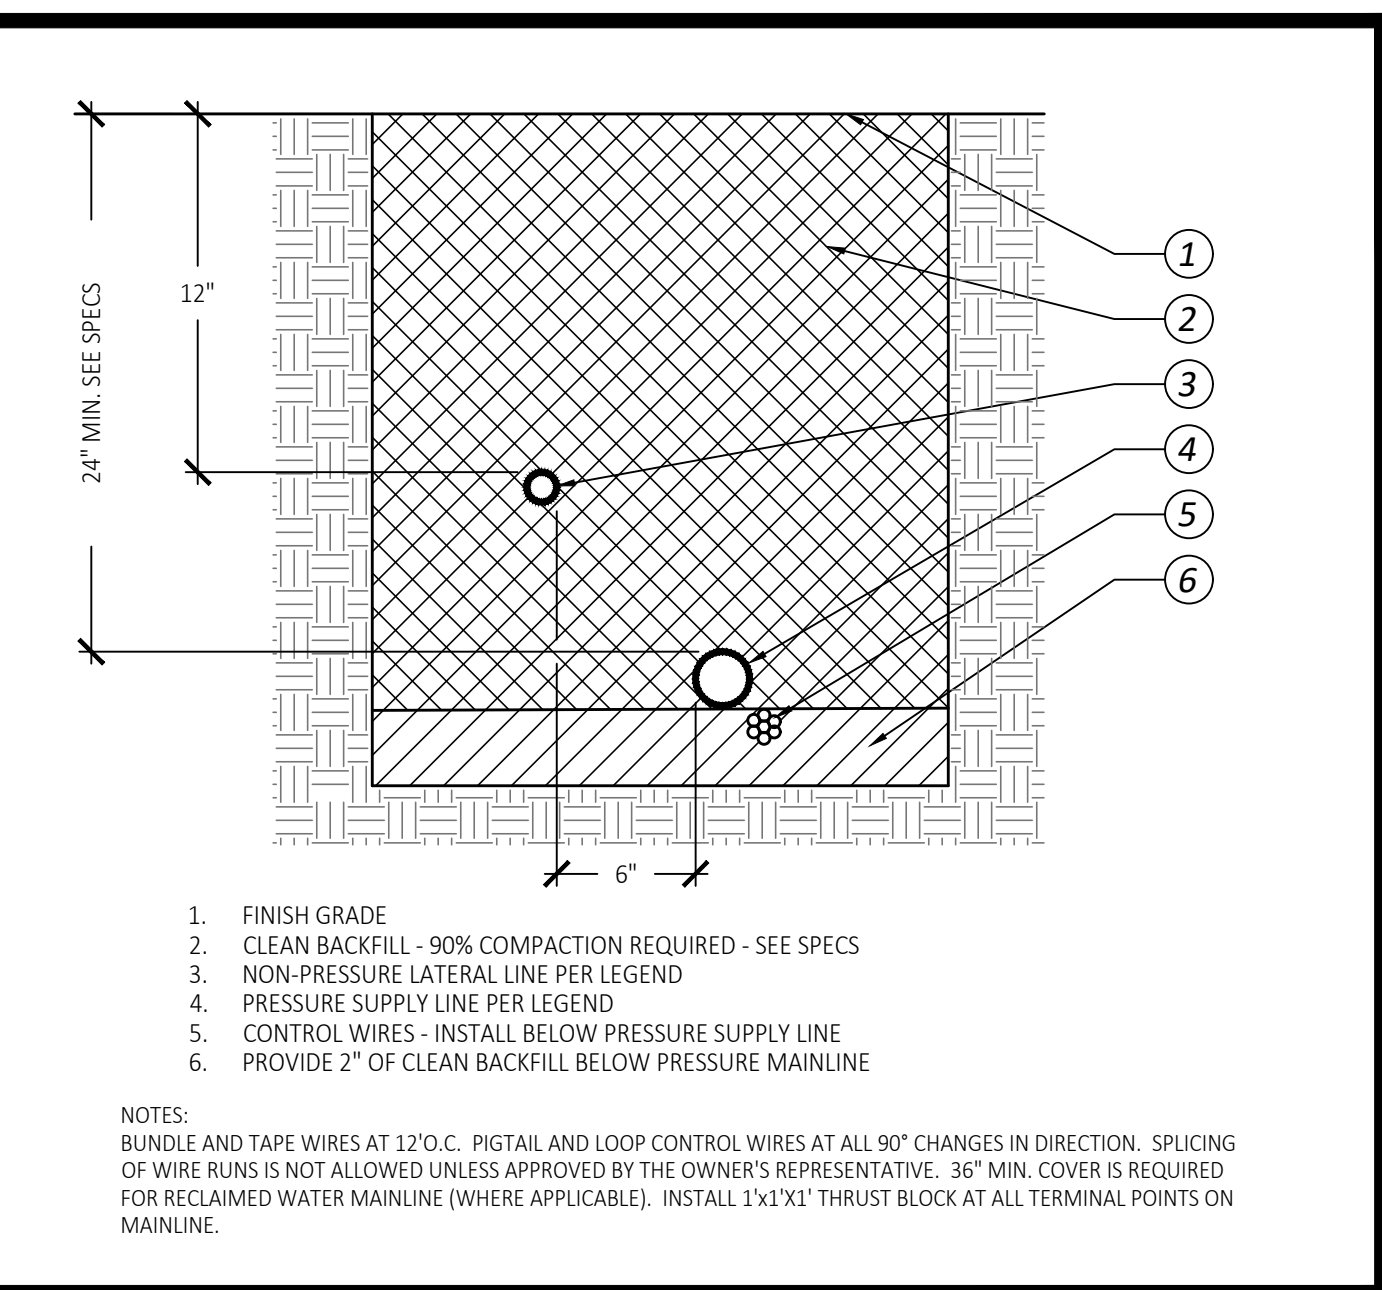 1
12"
2
24" MIN. SEE SPECS
3
4
5
6
6"
1. FINISH GRADE
2. CLEAN BACKFILL - 90% COMPACTION REQUIRED - SEE SPECS
3. NON-PRESSURE LATERAL LINE PER LEGEND
4. PRESSURE SUPPLY LINE PER LEGEND
5. CONTROL WIRES - INSTALL BELOW PRESSURE SUPPLY LINE
6. PROVIDE 2" OF CLEAN BACKFILL BELOW PRESSURE MAINLINE
NOTES:
BUNDLE AND TAPE WIRES AT 12'O.C. PIGTAIL AND LOOP CONTROL WIRES AT ALL 90° CHANGES IN DIRECTION. SPLICING
OF WIRE RUNS IS NOT ALLOWED UNLESS APPROVED BY THE OWNER'S REPRESENTATIVE. 36" MIN. COVER IS REQUIRED
FOR RECLAIMED WATER MAINLINE (WHERE APPLICABLE). INSTALL 1'x1'X1' THRUST BLOCK AT ALL TERMINAL POINTS ON
MAINLINE.